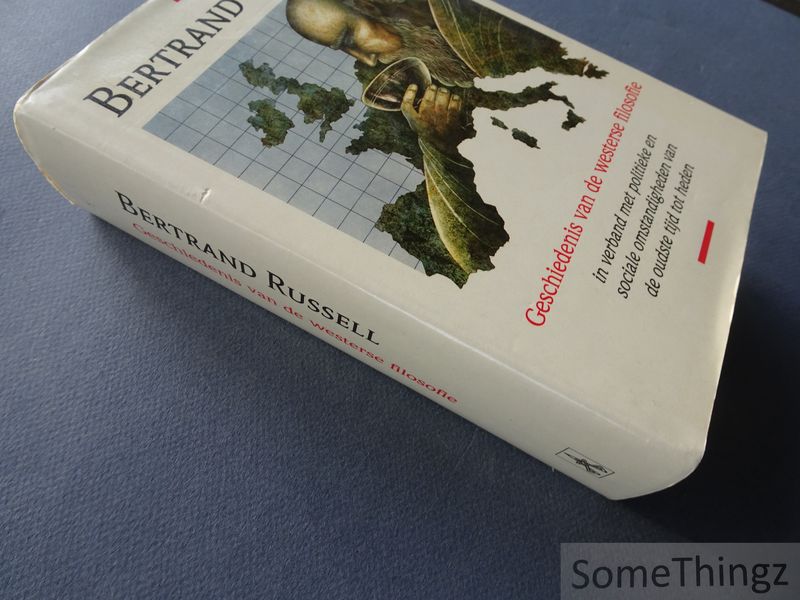 BERTRAND
Geschiedenis van de westerse filosofie
in verband met politieke en
sociale omstandigheden van
de oudste tijd tot heden
BERTRAND RUSSELL
Geschiedenis van de westerse filosofie
SomeThingz